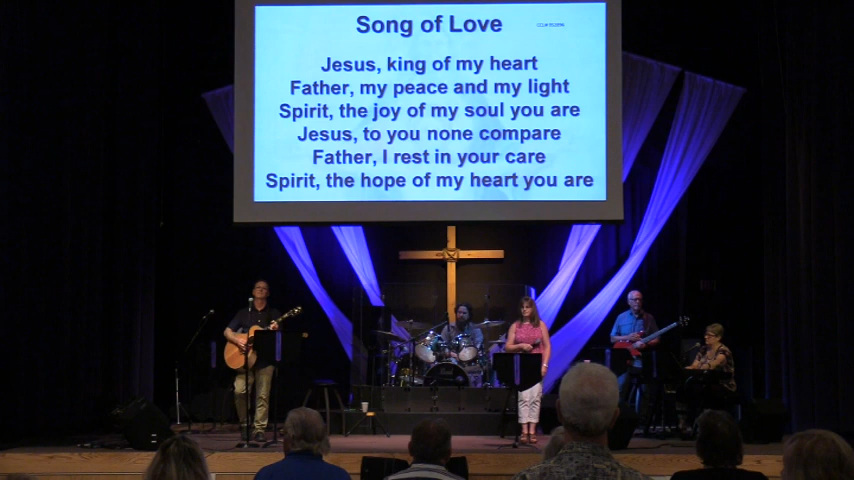 Song of Love
Jesus, king of my heart
Father, my peace and my light
Spirit, the joy of my soul you are
Jesus, to you none compare
Father, I rest in your care
Spirit, the hope of my heart you are